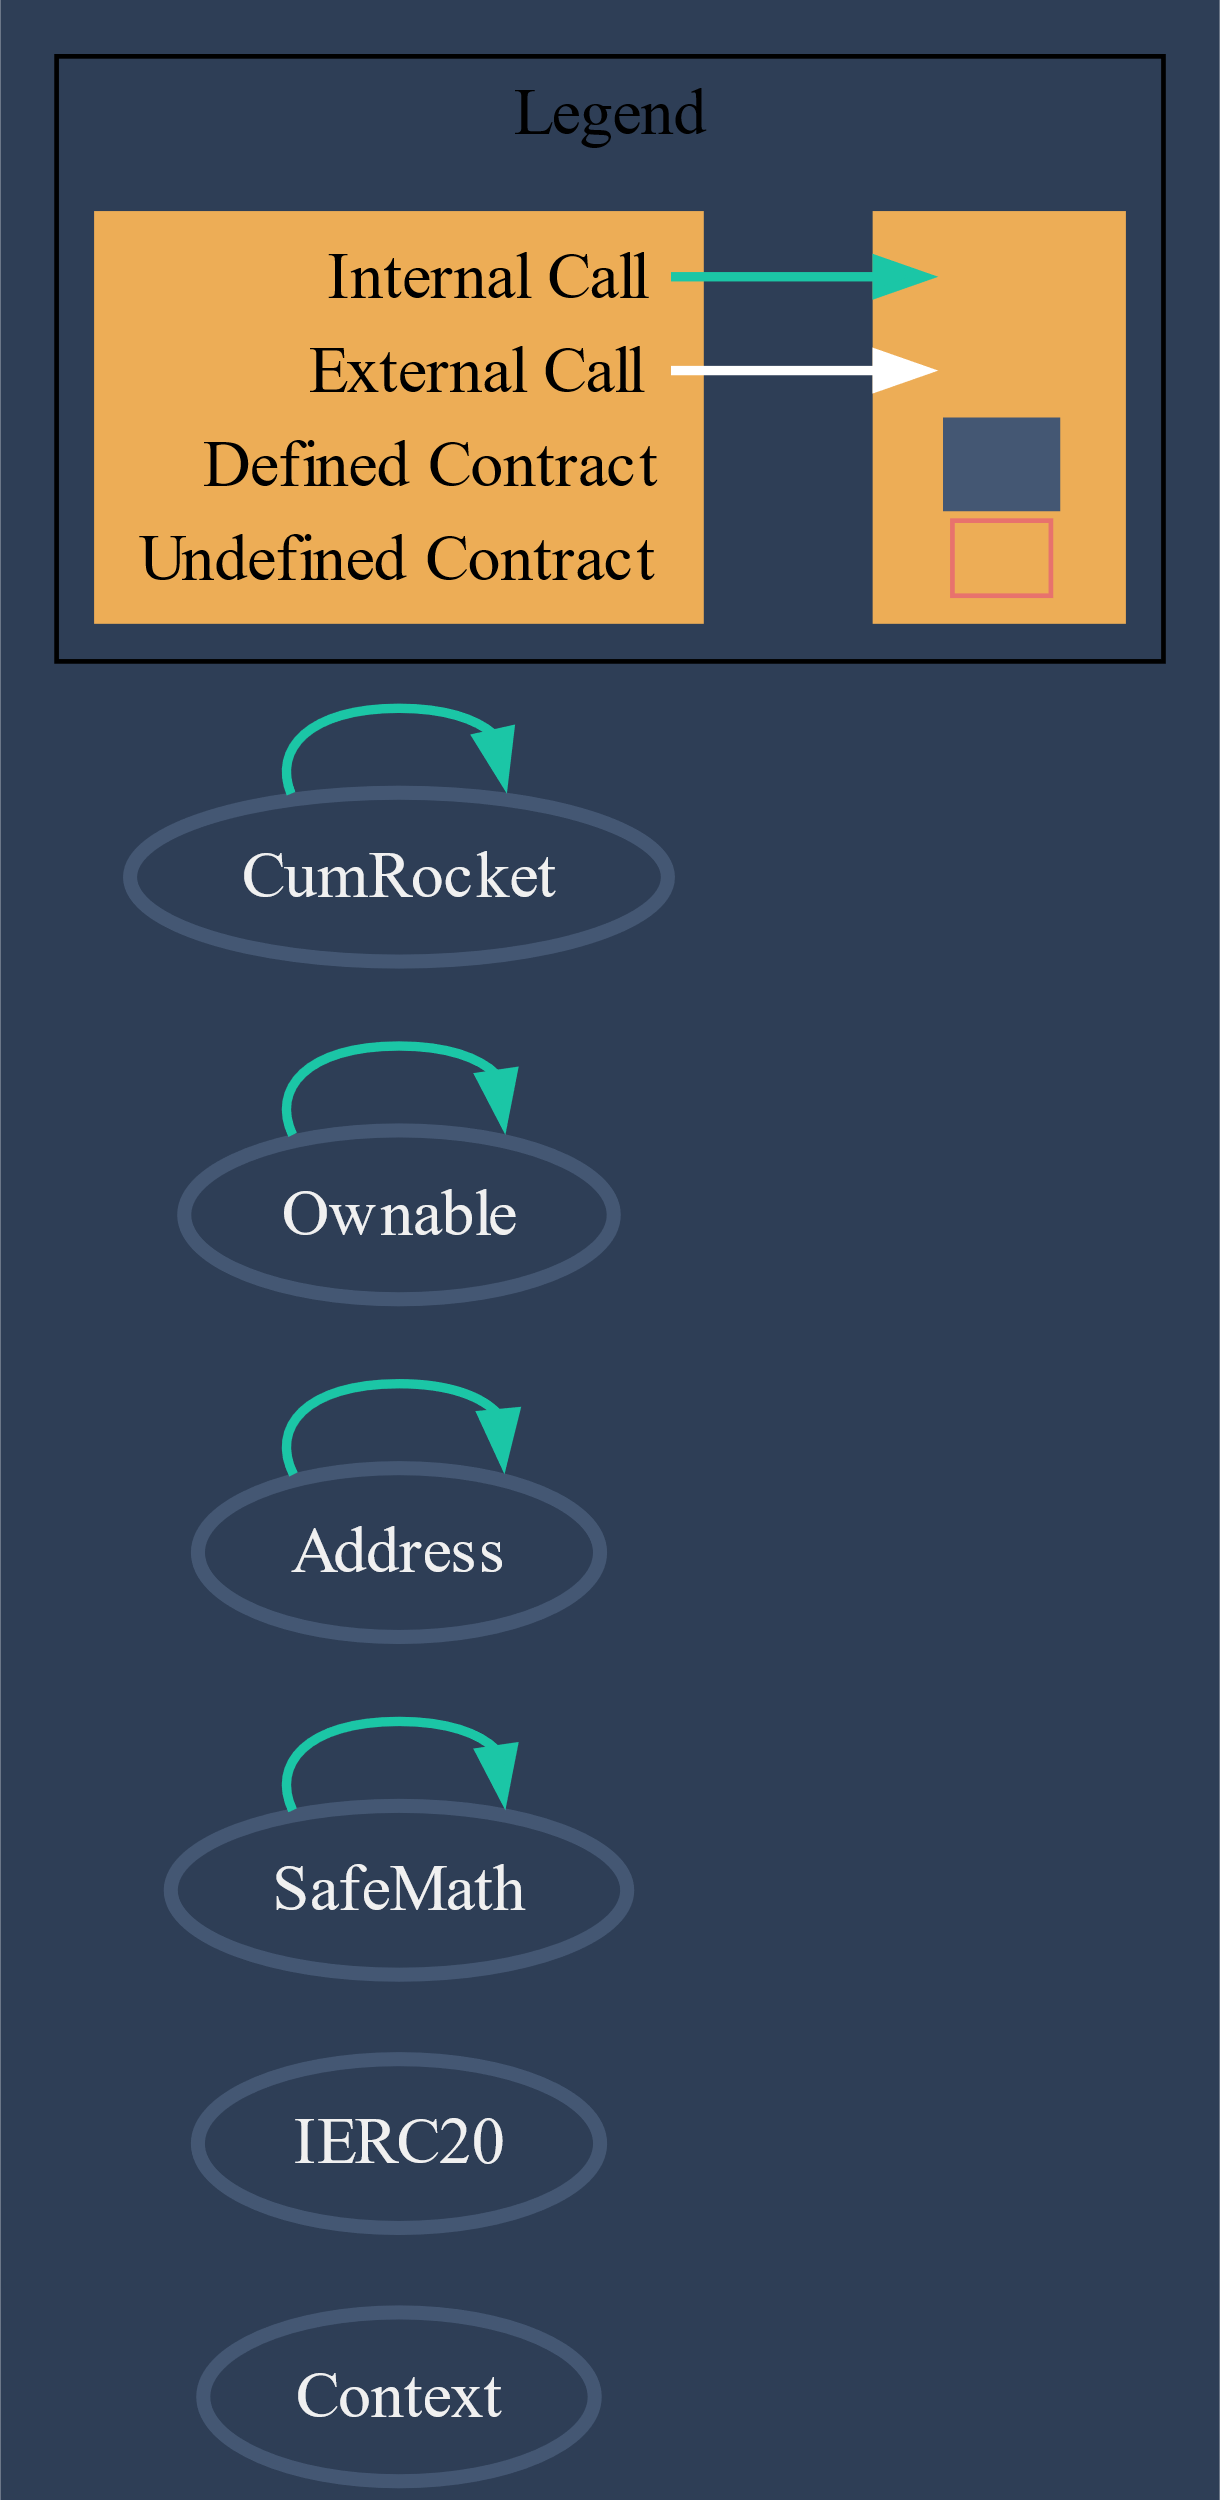 Legend
Internal Call
External Call
Defined Contract
Undefined Contract
CumRocket
Ownable
Address
SafeMath
IERC20
Context